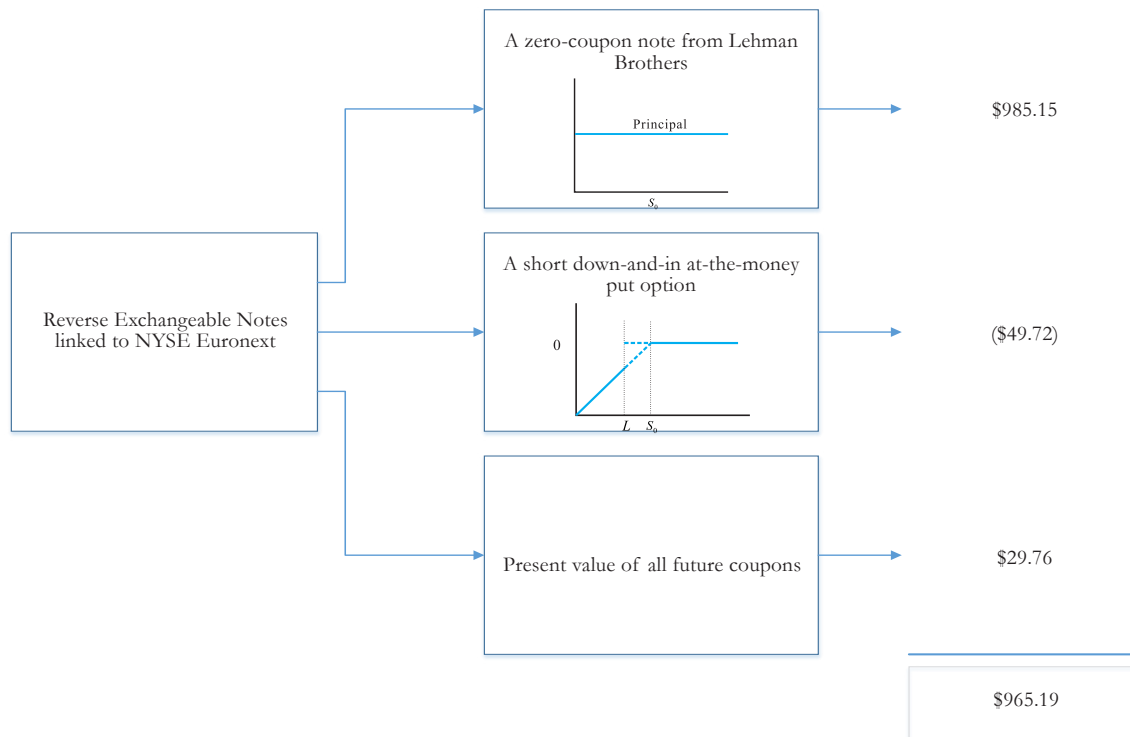 A zero-coupon note from Lehman
Brothers
Principal
S₀
$985.15
Reverse Exchangeable Notes
linked to NYSE Euronext
A short down-and-in at-the-money
put option
0
L S₀
($49.72)
Present value of all future coupons
$29.76
$965.19